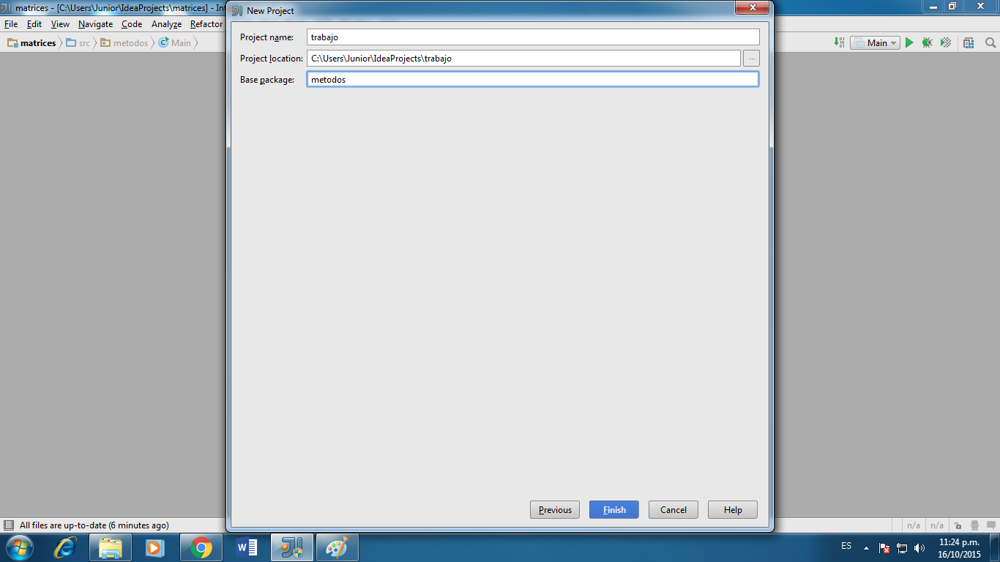 matrices - [C:\Users\Junior\IdeaProjects\matrices] - Int
New Project
File Edit View Navigate Code Analyze Refactor
matrices src metodos Main
Main
Project name: trabajo
Project location: C:\Users\Junior\IdeaProjects\trabajo ...
Base package: metodos
Previous Finish Cancel Help
All files are up-to-date (6 minutes ago)
n/a n/a
ES
11:24 p.m.
16/10/2015